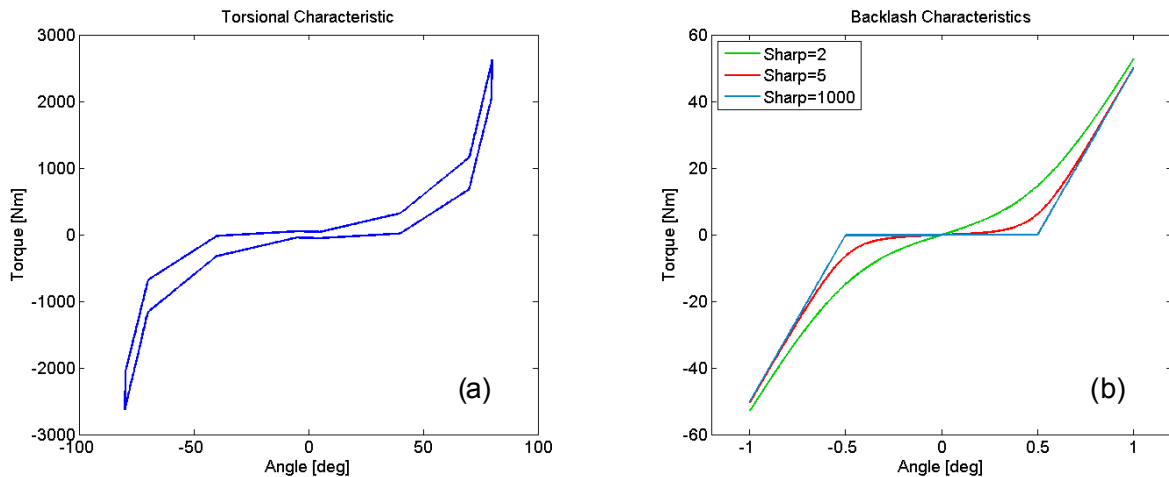 Torsional Characteristic
3000
2000
1000
0
-1000
-2000
-3000
-100
-50
0
50
100
Torque [Nm]
Angle [deg]
(a)
Backlash Characteristics
Sharp=2
Sharp=5
Sharp=1000
60
40
20
0
-20
-40
-60
-1
-0.5
0
0.5
1
Torque [Nm]
Angle [deg]
(b)